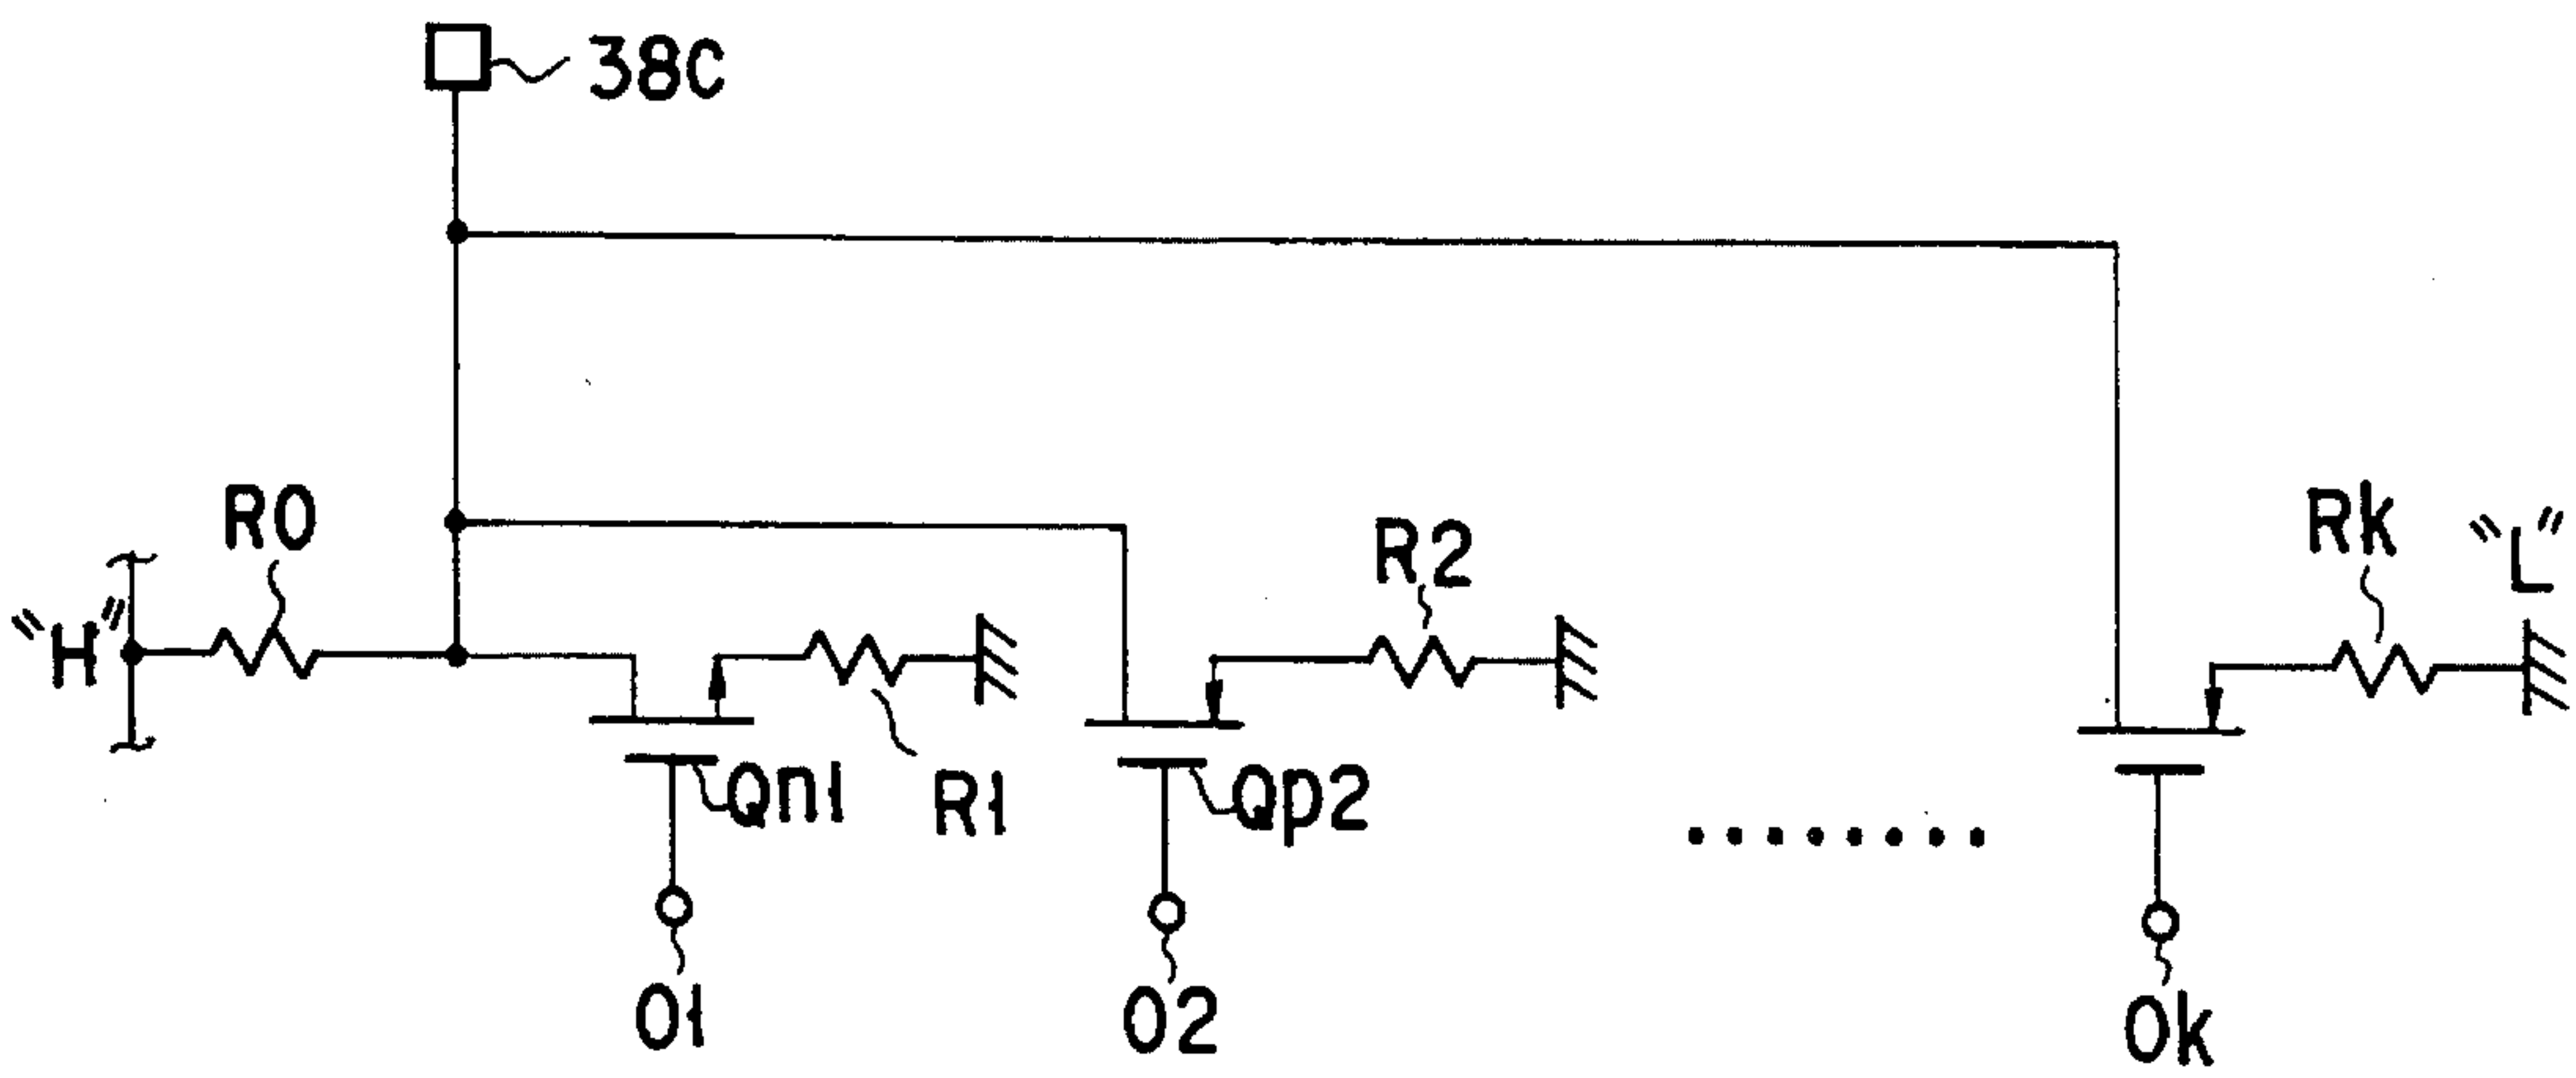 38C
R0
R2
Rk
"L"
"H"
Qn1
R1
Qp2
........
O1
O2
Ok